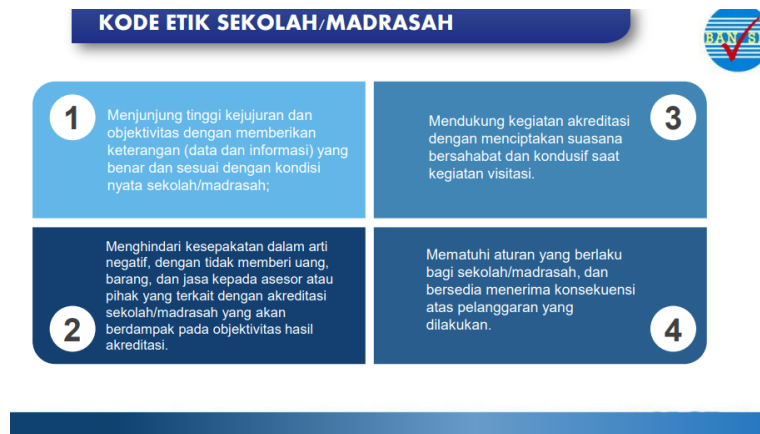 KODE ETIK SEKOLAH/MADRASAH
BAN S
1
Menjunjung tinggi kejujuran dan
objektivitas dengan memberikan
keterangan (data dan informasi) yang
benar dan sesuai dengan kondisi
nyata sekolah/madrasah;
2
Menghindari kesepakatan dalam arti
negatif, dengan tidak memberi uang,
barang, dan jasa kepada asesor atau
pihak yang terkait dengan akreditasi
sekolah/madrasah yang akan
berdampak pada objektivitas hasil
akreditasi.
3
Mendukung kegiatan akreditasi
dengan menciptakan suasana
bersahabat dan kondusif saat
kegiatan visitasi.
4
Mematuhi aturan yang berlaku
bagi sekolah/madrasah, dan
bersedia menerima konsekuensi
atas pelanggaran yang
dilakukan.